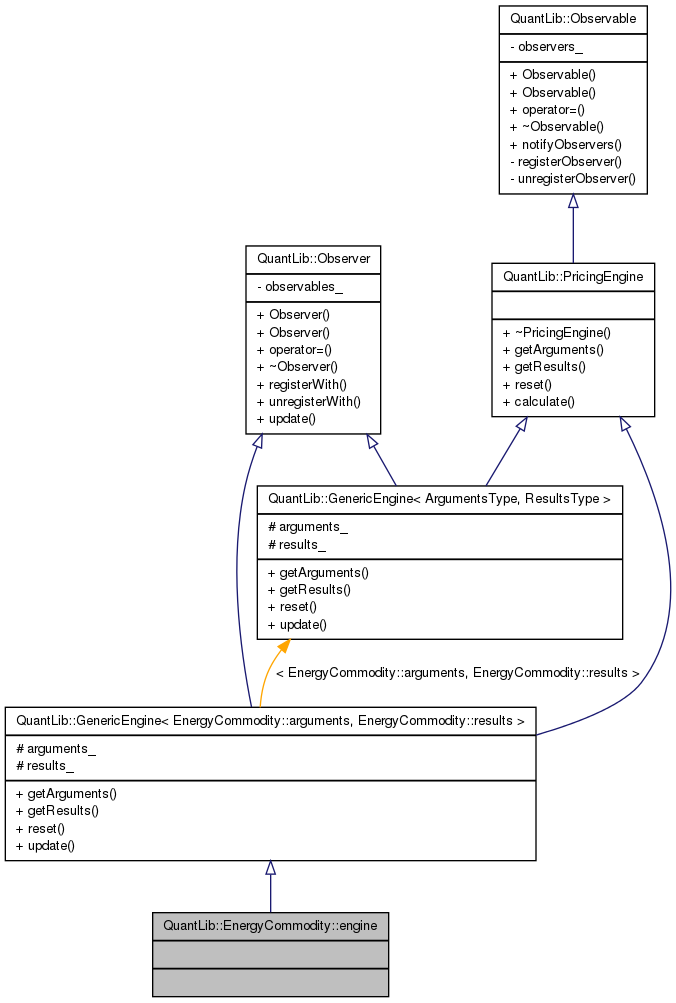 QuantLib::Observable
- observers_
+ Observable()
+ Observable()
+ operator=()
+ ~Observable()
+ notifyObservers()
- registerObserver()
- unregisterObserver()
QuantLib::Observer
- observables_
+ Observer()
+ Observer()
+ operator=()
+ ~Observer()
+ registerWith()
+ unregisterWith()
+ update()
QuantLib::PricingEngine
+ ~PricingEngine()
+ getArguments()
+ getResults()
+ reset()
+ calculate()
QuantLib::GenericEngine< ArgumentsType, ResultsType >
# arguments_
# results_
+ getArguments()
+ getResults()
+ reset()
+ update()
< EnergyCommodity::arguments, EnergyCommodity::results >
QuantLib::GenericEngine< EnergyCommodity::arguments, EnergyCommodity::results >
# arguments_
# results_
+ getArguments()
+ getResults()
+ reset()
+ update()
QuantLib::EnergyCommodity::engine